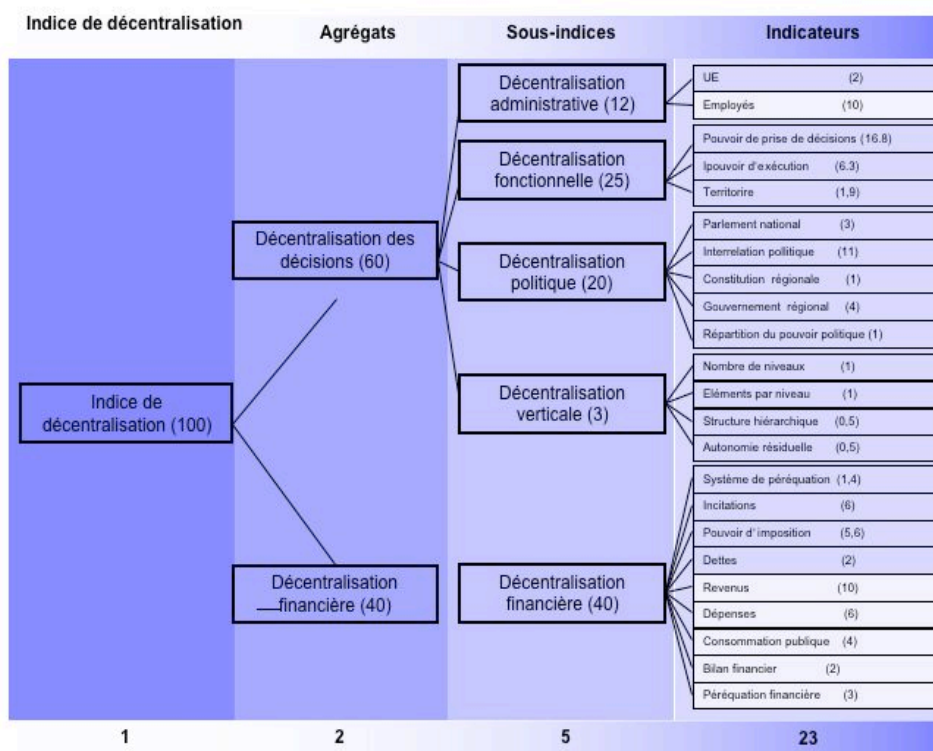 Indice de décentralisation
Agrégats
Sous-indices
Indicateurs
Indice de
décentralisation (100)
Décentralisation des
décisions (60)
Décentralisation
financière (40)
Décentralisation
administrative (12)
Décentralisation
fonctionnelle (25)
Décentralisation
politique (20)
Décentralisation
verticale (3)
Décentralisation
financière (40)
UE (2)
Employés (10)
Pouvoir de prise de décisions (16.8)
Ipouvoir d'exécution (6.3)
Territorire (1,9)
Parlement national (3)
Interrelation pollitique (11)
Constitution régionale (1)
Gouvernement régional (4)
Répartition du pouvoir politique (1)
Nombre de niveaux (1)
Eléments par niveau (1)
Structure hiérarchique (0,5)
Autonomie résiduelle (0,5)
Système de péréquation (1,4)
Incitations (6)
Pouvoir d' imposition (5,6)
Dettes (2)
Revenus (10)
Dépenses (6)
Consommation publique (4)
Bilan financier (2)
Péréquation financière (3)
1
2
5
23